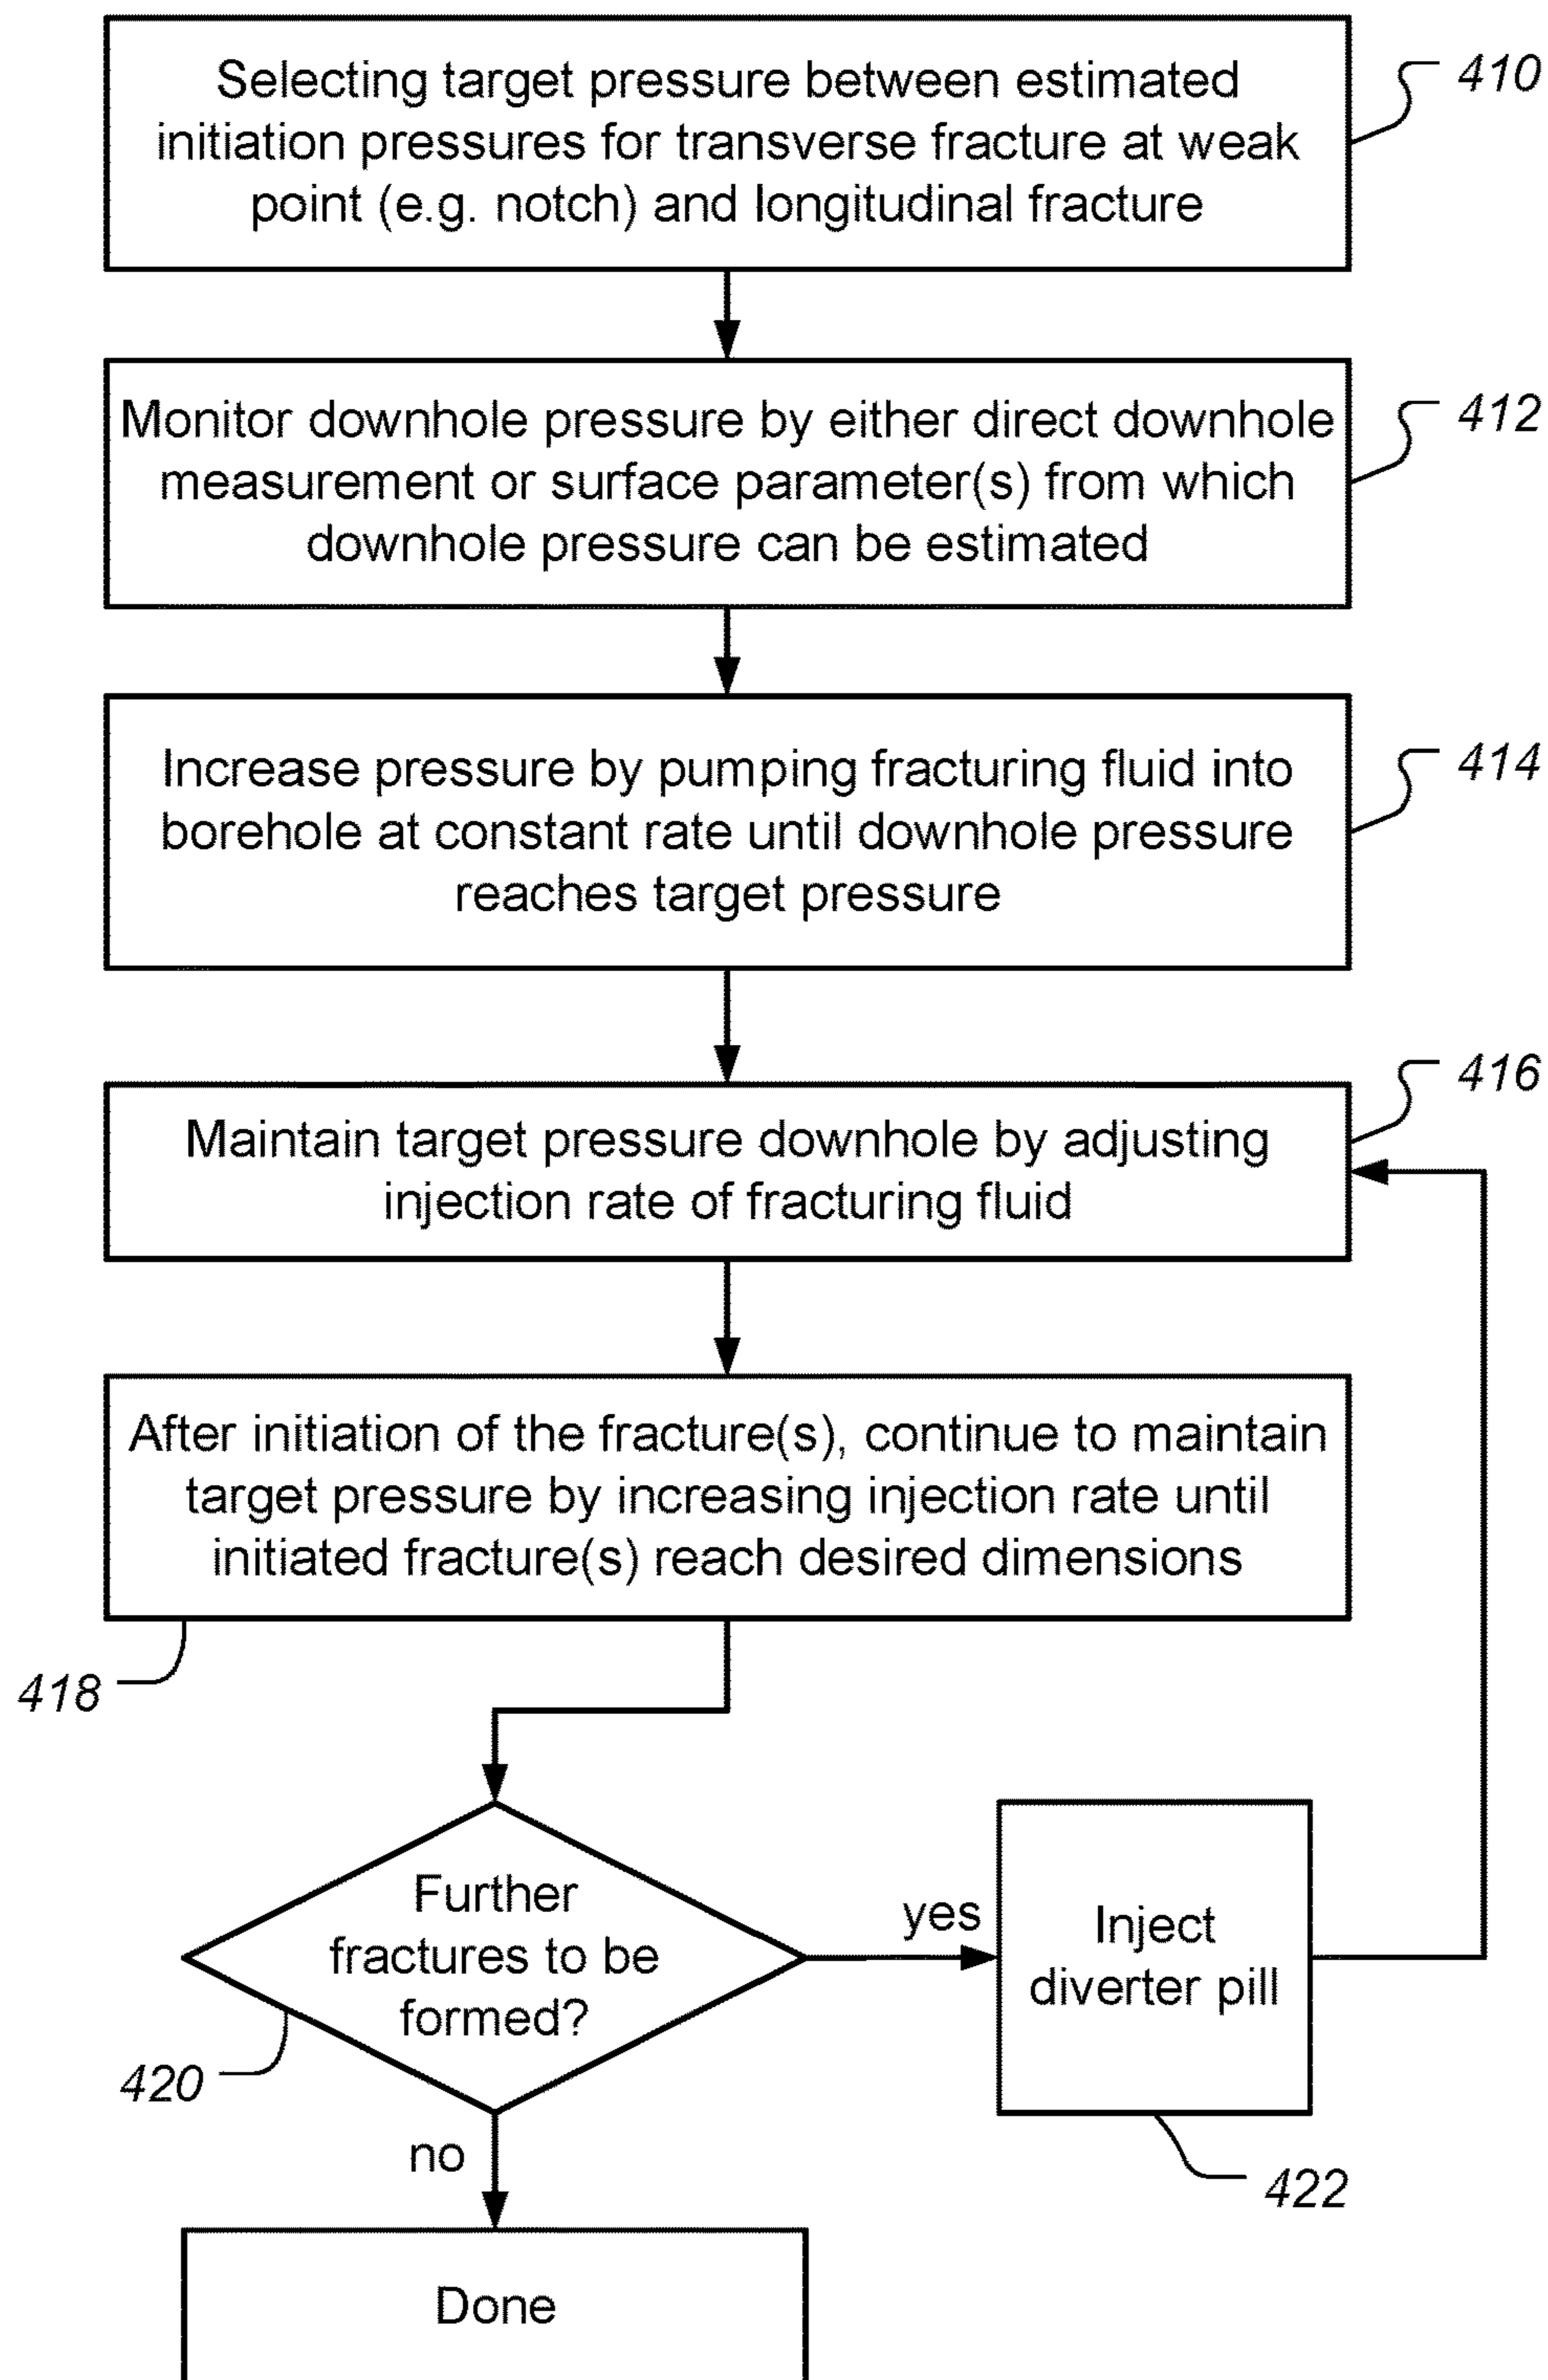 Selecting target pressure between estimated
initiation pressures for transverse fracture at weak
point (e.g. notch) and longitudinal fracture
410
Monitor downhole pressure by either direct downhole
measurement or surface parameter(s) from which
downhole pressure can be estimated
412
Increase pressure by pumping fracturing fluid into
borehole at constant rate until downhole pressure
reaches target pressure
414
Maintain target pressure downhole by adjusting
injection rate of fracturing fluid
416
After initiation of the fracture(s), continue to maintain
target pressure by increasing injection rate until
initiated fracture(s) reach desired dimensions
418
Further
fractures to be
formed?
420
yes
Inject
diverter pill
422
no
Done